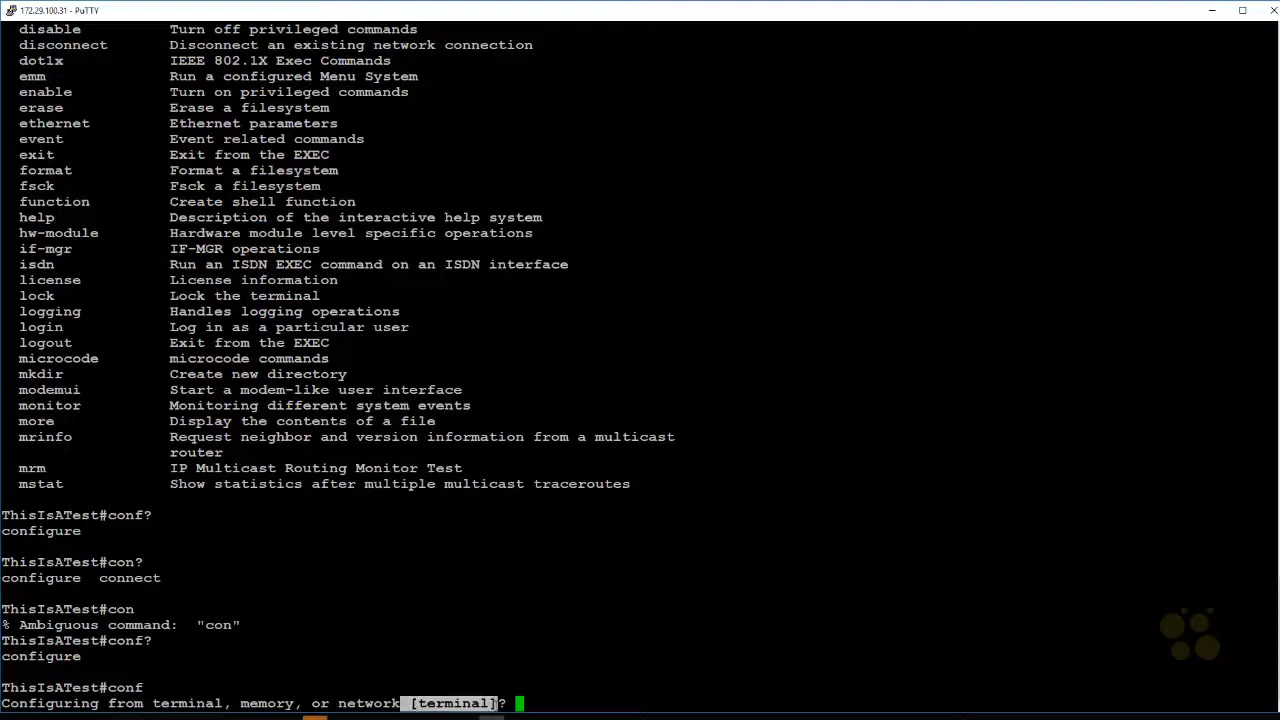 172.29.100.31 - PuTTY
disable Turn off privileged commands
disconnect Disconnect an existing network connection
dot1x IEEE 802.1X Exec Commands
emm Run a configured Menu System
enable Turn on privileged commands
erase Erase a filesystem
ethernet Ethernet parameters
event Event related commands
exit Exit from the EXEC
format Format a filesystem
fsck Fsck a filesystem
function Create shell function
help Description of the interactive help system
hw-module Hardware module level specific operations
if-mgr IF-MGR operations
isdn Run an ISDN EXEC command on an ISDN interface
license License information
lock Lock the terminal
logging Handles logging operations
login Log in as a particular user
logout Exit from the EXEC
microcode microcode commands
mkdir Create new directory
modemui Start a modem-like user interface
monitor Monitoring different system events
more Display the contents of a file
mrinfo Request neighbor and version information from a multicast
router
mrm IP Multicast Routing Monitor Test
mstat Show statistics after multiple multicast traceroutes
ThisIsATest#conf?
configure
ThisIsATest#con?
configure connect
ThisIsATest#con
% Ambiguous command: "con"
ThisIsATest#conf?
configure
ThisIsATest#conf
Configuring from terminal, memory, or network [terminal]?